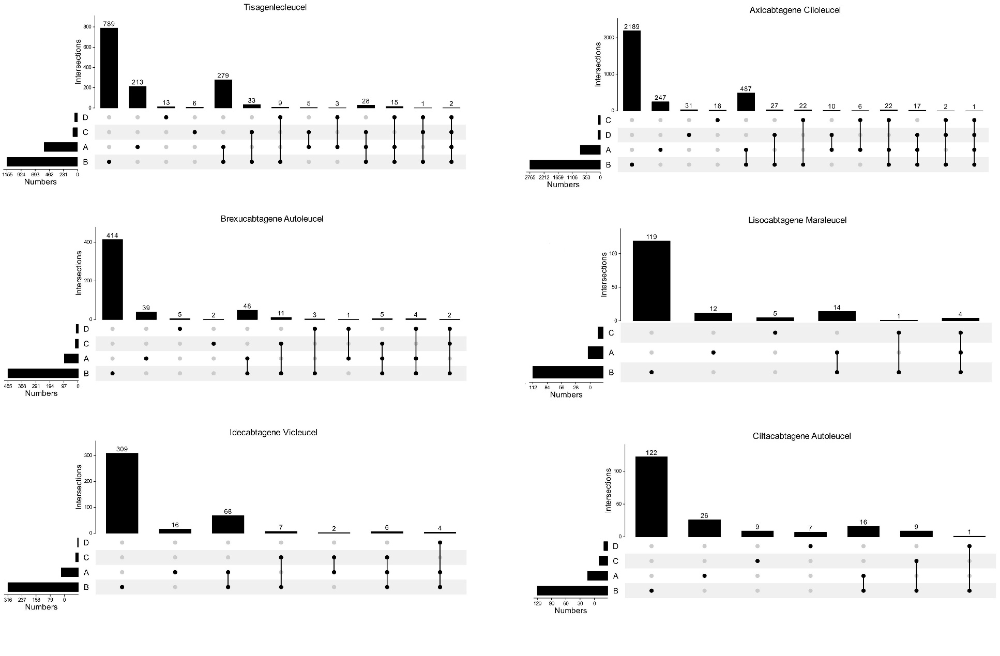 Tisagenlecleucel
Intersections
800
600
400
200
0
789 213 13 6 279 33 9 5 3 28 15 1 2
D
C
A
B
1155 924 693 462 231 0
Numbers
Axicabtagene Ciloleucel
Intersections
2000
1000
0
2189 247 31 18 487 27 22 10 6 22 17 2 1
C
D
A
B
2765 2212 1659 1106 553 0
Numbers
Brexucabtagene Autoleucel
Intersections
400
200
0
414 39 5 2 48 11 3 1 5 4 2
D
C
A
B
485 388 291 194 97 0
Numbers
Lisocabtagene Maraleucel
Intersections
100
50
0
119 12 5 14 1 4
C
A
B
112 84 56 28 0
Numbers
Idecabtagene Vicleucel
Intersections
300
200
100
0
309 16 68 7 2 6 4
D
C
A
B
316 237 158 79 0
Numbers
Ciltacabtagene Autoleucel
Intersections
100
50
0
122 26 9 7 16 9 1
D
C
A
B
120 90 60 30 0
Numbers